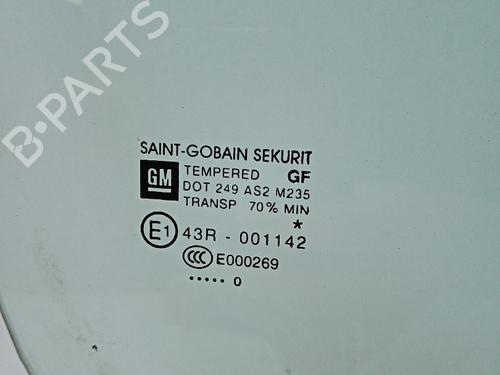 B-PARTS
SAINT-GOBAIN SEKURIT
GM TEMPERED GF
DOT 249 AS2 M235
TRANSP 70% MIN
*
E1 43R - 001142
CCC E000269
..... 0